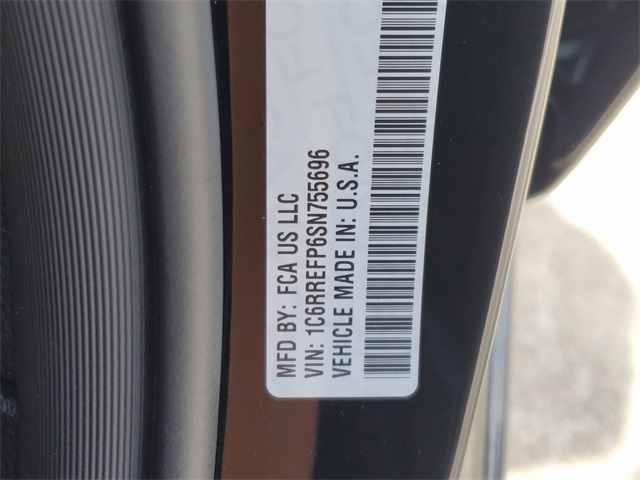 MFD BY: FCA US LLC
VIN: 1C6RREFP6SN755696
VEHICLE MADE IN: U.S.A.